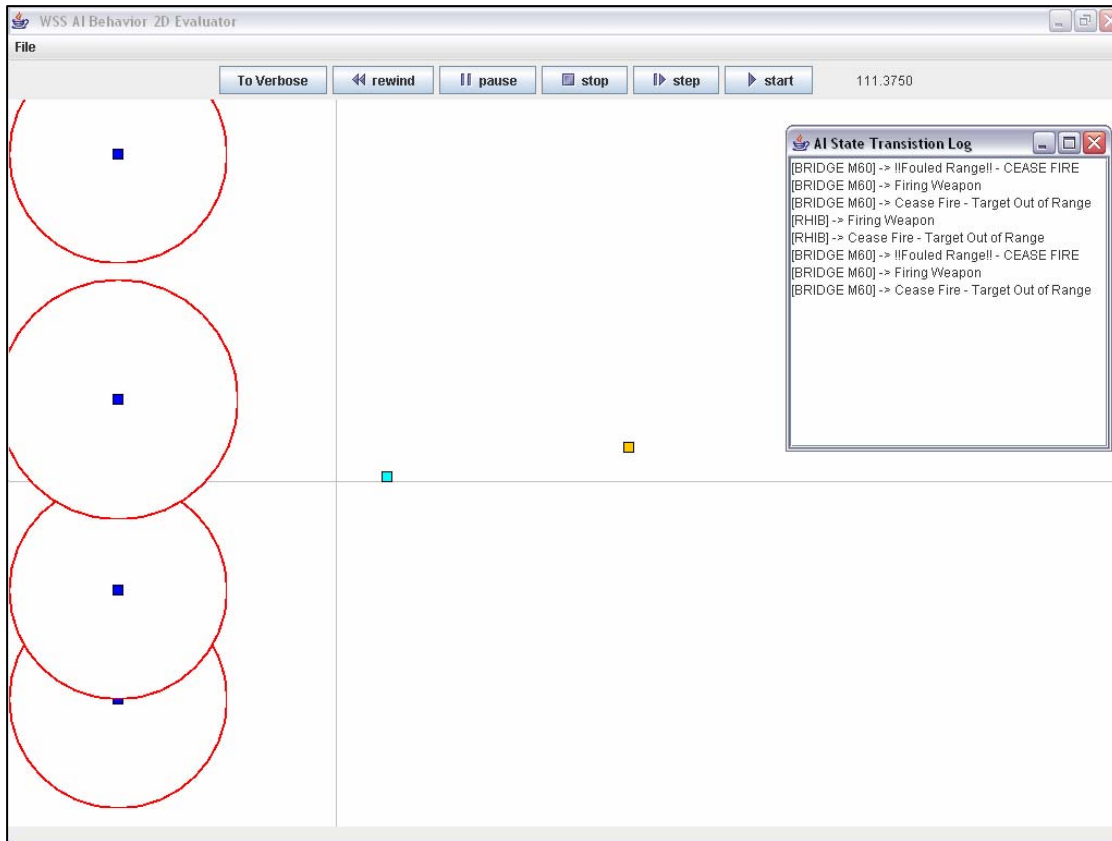 WSS AI Behavior 2D Evaluator
File
To Verbose rewind pause stop step start 111.3750
AI State Transistion Log
[BRIDGE M60] -> !!Fouled Range!! - CEASE FIRE
[BRIDGE M60] -> Firing Weapon
[BRIDGE M60] -> Cease Fire - Target Out of Range
[RHIB] -> Firing Weapon
[RHIB] -> Cease Fire - Target Out of Range
[BRIDGE M60] -> !!Fouled Range!! - CEASE FIRE
[BRIDGE M60] -> Firing Weapon
[BRIDGE M60] -> Cease Fire - Target Out of Range